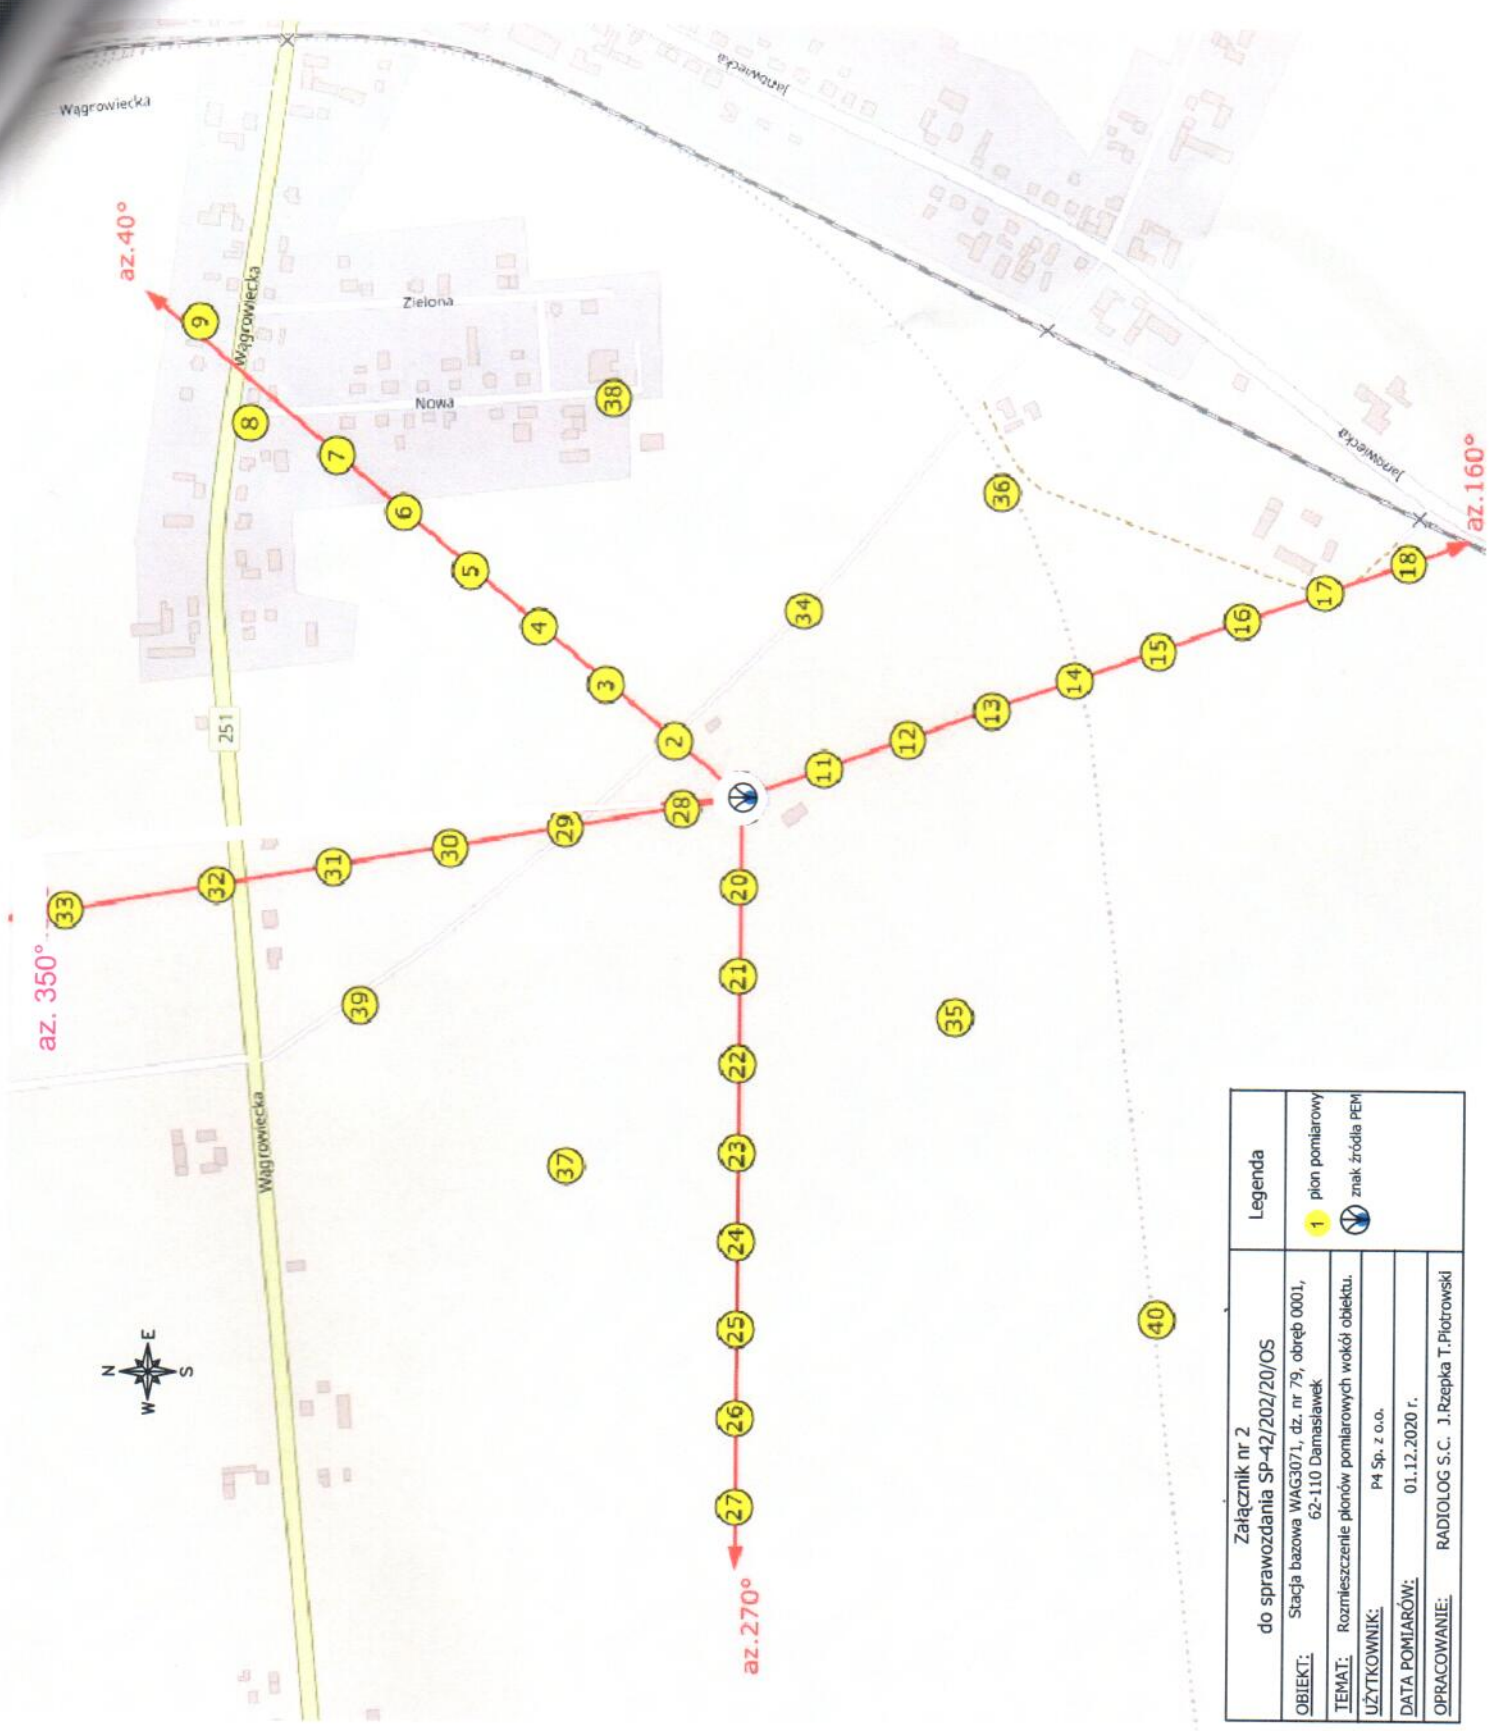 Wągrowiecka
az.40°
9
Wągrowiecka
8
Zielona
Nowa
7
38
6
5
4
3
2
251
Janowiecka
34
36
Janowiecka
az.160°
11
12
13
14
15
16
17
18
28
29
30
31
32
33
az. 350°
39
20
21
22
23
24
25
26
27
az.270°
35
37
40
Wągrowiecka
N
E
S
W
Załącznik nr 2
do sprawozdania SP-42/202/20/OS
OBIEKT: Stacja bazowa WAG3071, dz. nr 79, obręb 0001,
62-110 Damasławek
TEMAT: Rozmieszczenie pionów pomiarowych wokół obiektu.
UŻYTKOWNIK: P4 Sp. z o.o.
DATA POMIARÓW: 01.12.2020 r.
OPRACOWANIE: RADIOLOG S.C. J.Rzepka T.Piotrowski
Legenda
1 pion pomiarowy
znak źródła PEM